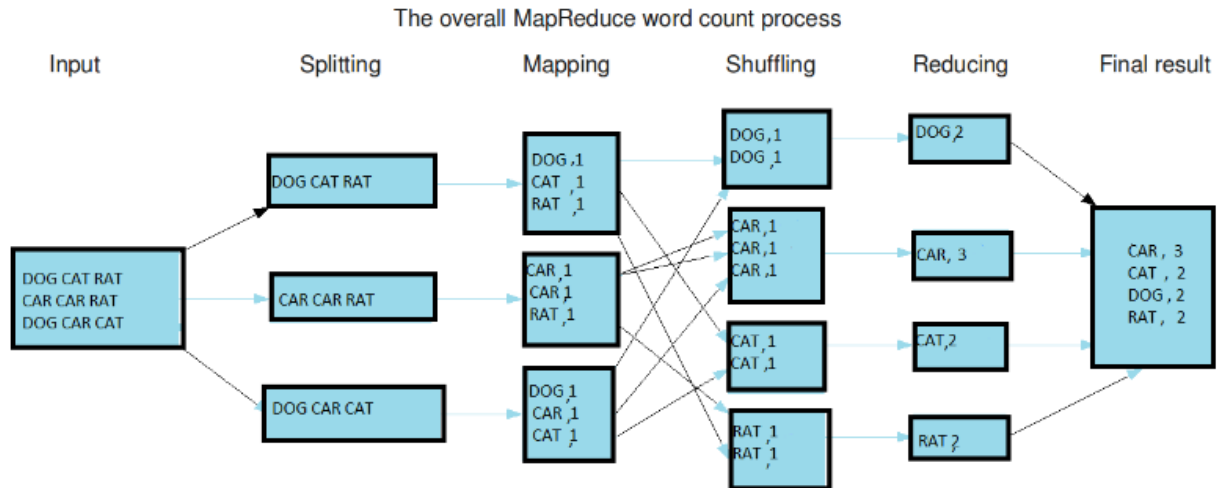 The overall MapReduce word count process
Input
Splitting
Mapping
Shuffling
Reducing
Final result
DOG CAT RAT
CAR CAR RAT
DOG CAR CAT
DOG CAT RAT
CAR CAR RAT
DOG CAR CAT
DOG ,1
CAT ,1
RAT ,1
CAR ,1
CAR,1
RAT,1
DOG,1
CAR ,1
CAT ,1
DOG,1
DOG ,1
CAR ,1
CAR ,1
CAR ,1
CAT ,1
CAT ,1
RAT ,1
RAT ,1
DOG,2
CAR, 3
CAT,2
RAT,2
CAR , 3
CAT , 2
DOG, 2
RAT , 2